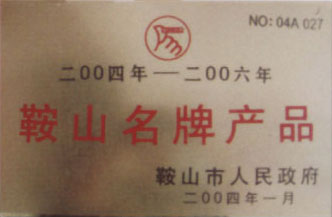 NO: 04A 027
二00四年—二00六年
鞍山名牌产品
鞍山市人民政府
二00四年一月